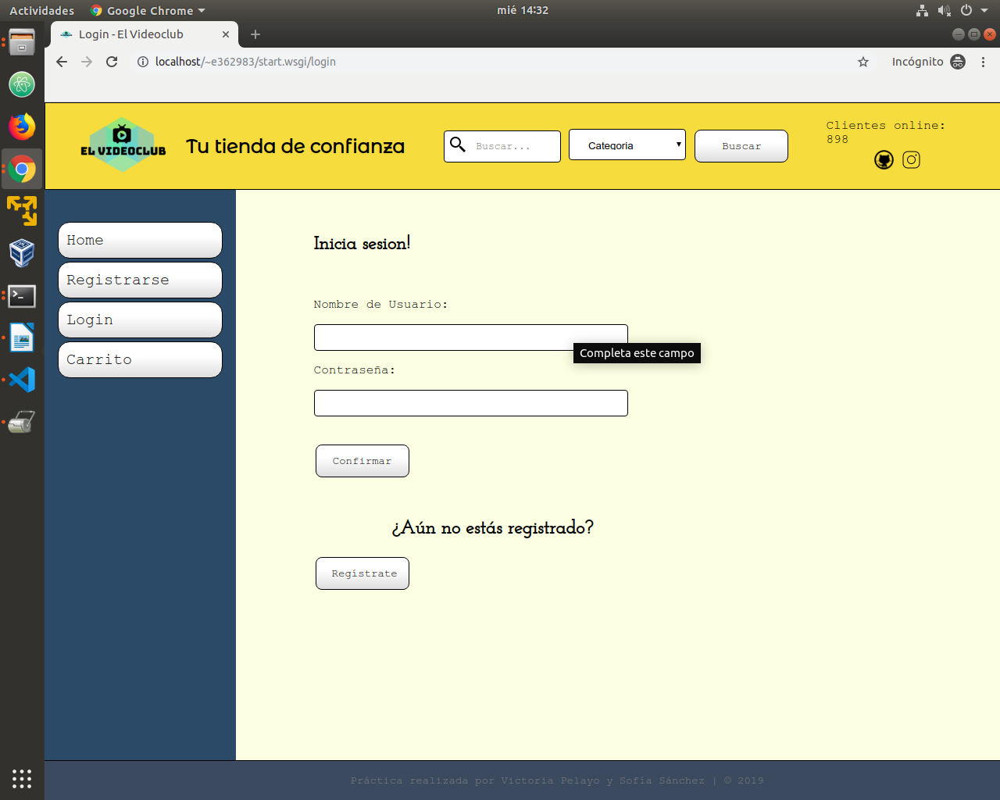 Actividades
Google Chrome
mié 14:32
Login - El Videoclub
localhost/~e362983/start.wsgi/login
Incógnito
EL VIDEOCLUB
Tu tienda de confianza
Buscar...
Categoria
Buscar
Clientes online:
898
Home
Registrarse
Login
Carrito
Inicia sesion!
Nombre de Usuario:
Completa este campo
Contraseña:
Confirmar
¿Aún no estás registrado?
Registrate
Práctica realizada por Victoria Pelayo y Sofía Sánchez | © 2019